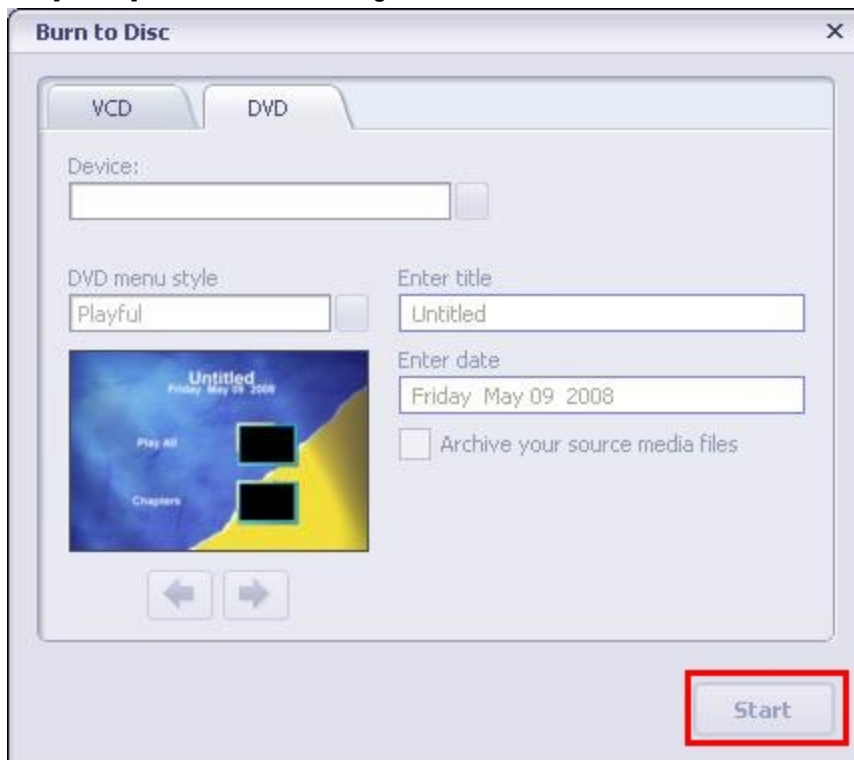 Burn to Disc
VCD DVD
Device:
DVD menu style
Playful
Enter title
Untitled
Enter date
Friday May 09 2008
Archive your source media files
Untitled
Friday May 09 2008
Play All
Chapters
Start